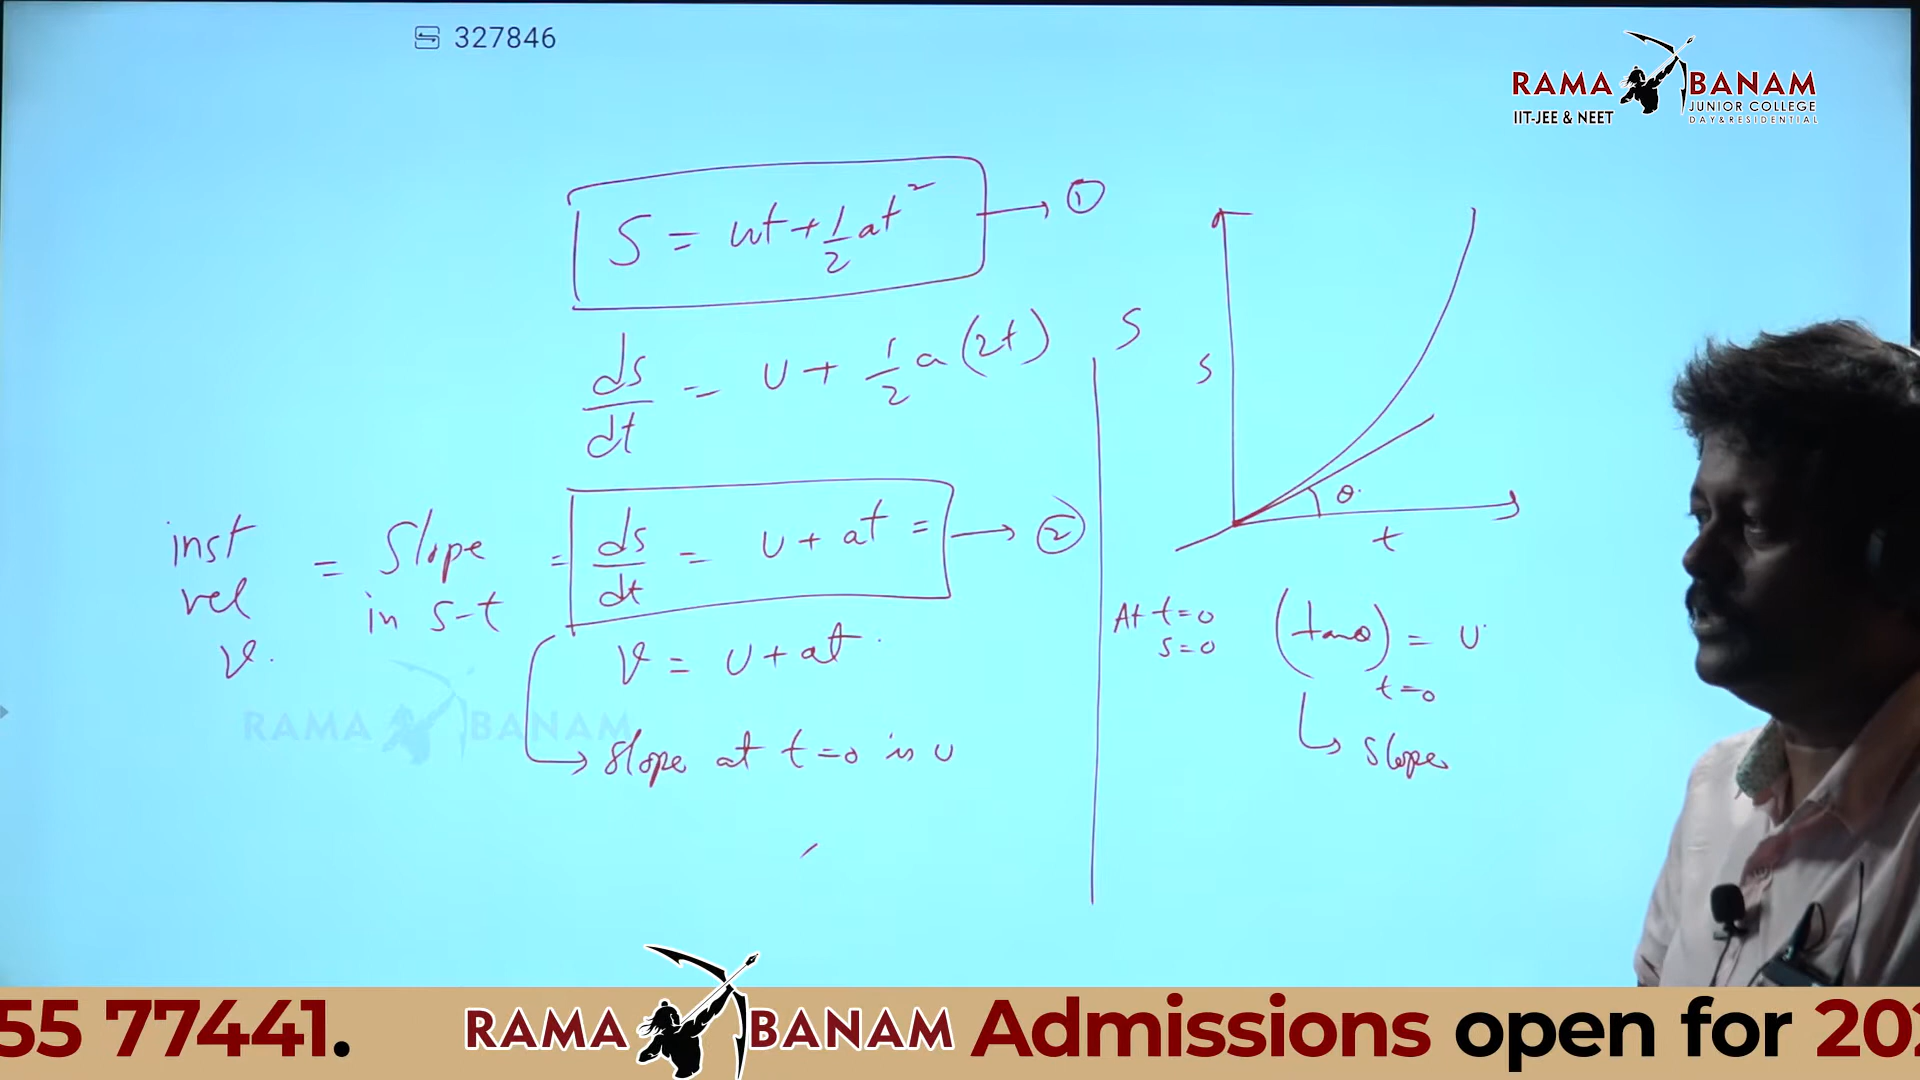 327846
RAMA BANAM
JUNIOR COLLEGE
IIT-JEE & NEET
DAY & RESIDENTIAL
S = ut + 1/2 at² → ①
ds/dt = u + 1/2 a (2t)
S
inst vel v. = Slope in s-t = ds/dt = u + at = → ②
v = u + at.
→ slope at t=0 is u
S
θ
t
At t=0
s=0
(tanθ) t=0 = u
→ slope
RAMA BANAM
55 77441. RAMA BANAM Admissions open for 202